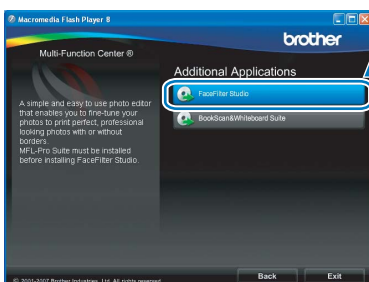 Macromedia Flash Player 8
brother
Multi-Function Center ®
Additional Applications
FaceFilter Studio
BookScan&Whiteboard Suite
A simple and easy to use photo editor
that enables you to fine-tune your
photos to print perfect, professional
looking photos with or without
borders.
MFL-Pro Suite must be installed
before installing FaceFilter Studio.
Back
Exit
© 2001-2007 Brother Industries, Ltd. All rights reserved.